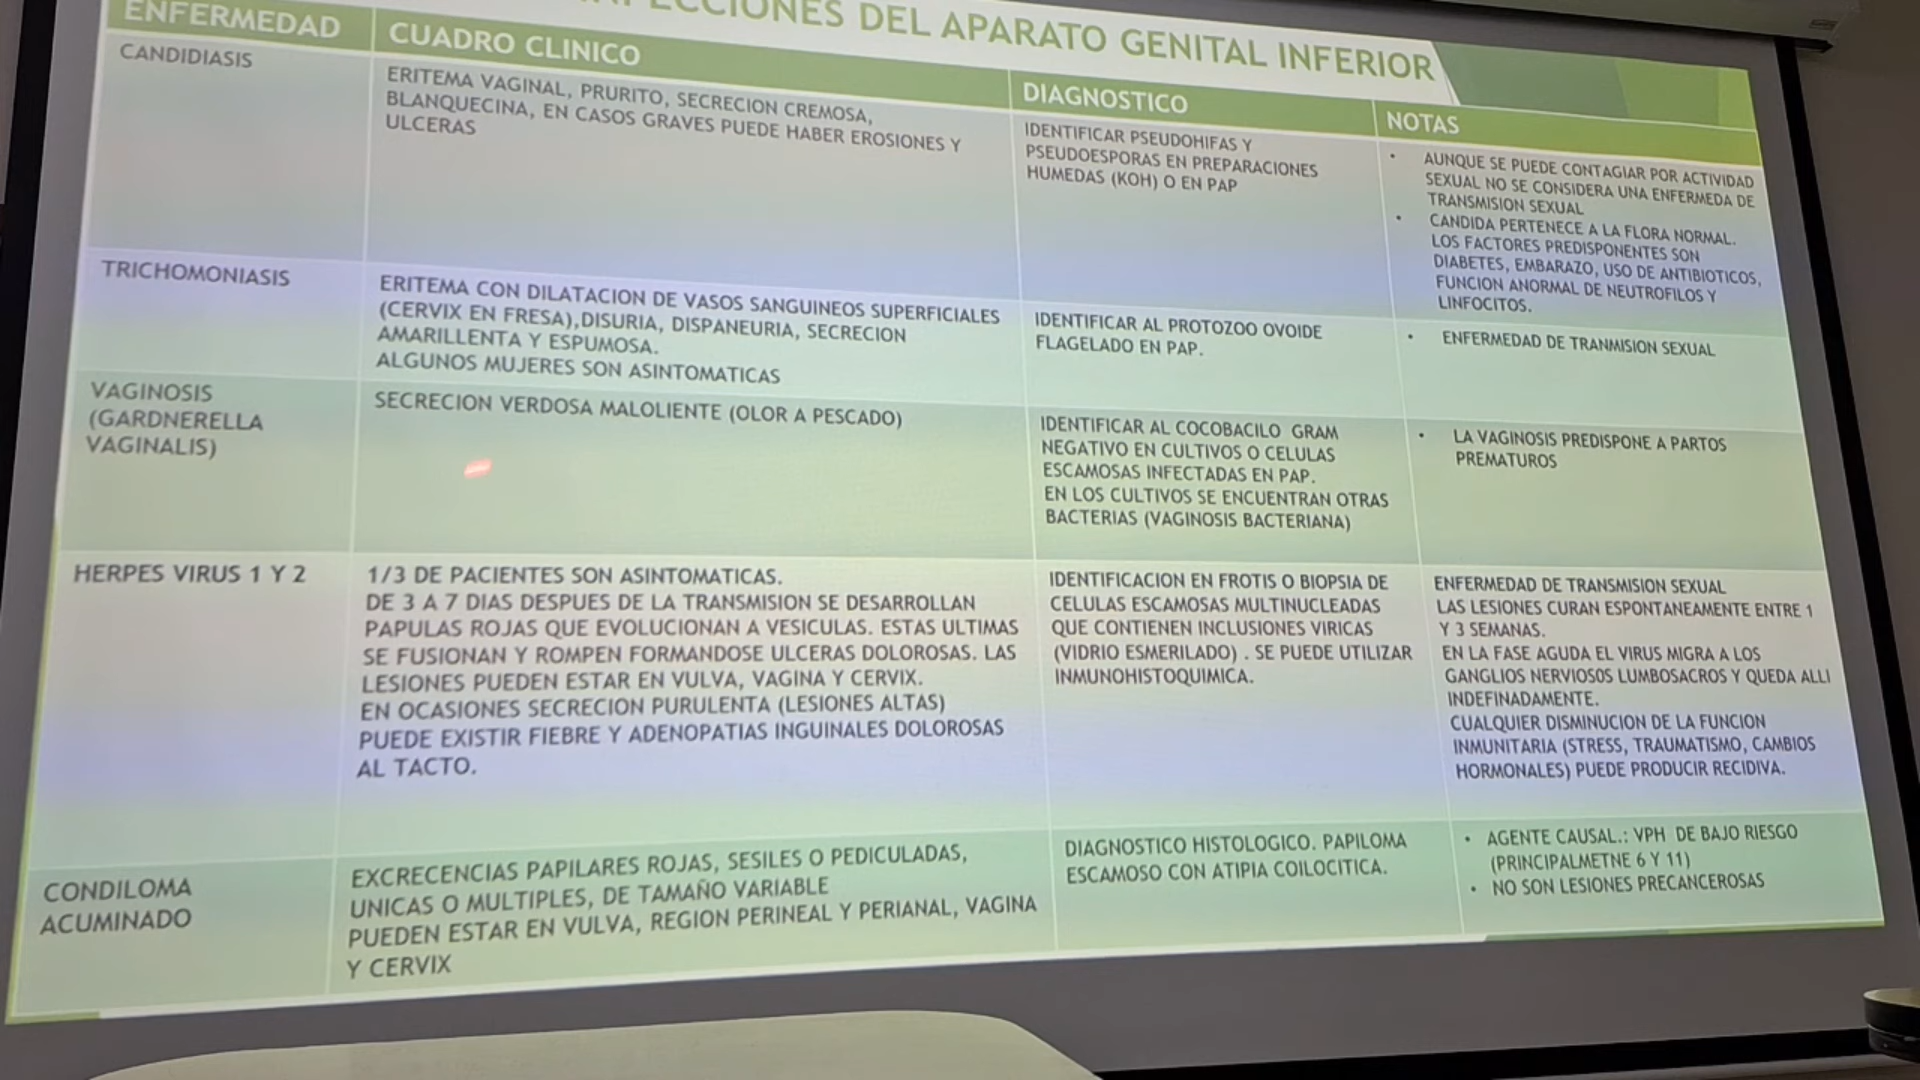 INFECCIONES DEL APARATO GENITAL INFERIOR
ENFERMEDAD
CUADRO CLINICO
DIAGNOSTICO
NOTAS
CANDIDIASIS
ERITEMA VAGINAL, PRURITO, SECRECION CREMOSA,
BLANQUECINA, EN CASOS GRAVES PUEDE HABER EROSIONES Y
ULCERAS
IDENTIFICAR PSEUDOHIFAS Y
PSEUDOESPORAS EN PREPARACIONES
HUMEDAS (KOH) O EN PAP
• AUNQUE SE PUEDE CONTAGIAR POR ACTIVIDAD
SEXUAL NO SE CONSIDERA UNA ENFERMEDA DE
TRANSMISION SEXUAL
• CANDIDA PERTENECE A LA FLORA NORMAL.
LOS FACTORES PREDISPONENTES SON
DIABETES, EMBARAZO, USO DE ANTIBIOTICOS,
FUNCION ANORMAL DE NEUTROFILOS Y
LINFOCITOS.
TRICHOMONIASIS
ERITEMA CON DILATACION DE VASOS SANGUINEOS SUPERFICIALES
(CERVIX EN FRESA),DISURIA, DISPANEURIA, SECRECION
AMARILLENTA Y ESPUMOSA.
ALGUNOS MUJERES SON ASINTOMATICAS
IDENTIFICAR AL PROTOZOO OVOIDE
FLAGELADO EN PAP.
• ENFERMEDAD DE TRANMISION SEXUAL
VAGINOSIS
(GARDNERELLA
VAGINALIS)
SECRECION VERDOSA MALOLIENTE (OLOR A PESCADO)
IDENTIFICAR AL COCOBACILO GRAM
NEGATIVO EN CULTIVOS O CELULAS
ESCAMOSAS INFECTADAS EN PAP.
EN LOS CULTIVOS SE ENCUENTRAN OTRAS
BACTERIAS (VAGINOSIS BACTERIANA)
• LA VAGINOSIS PREDISPONE A PARTOS
PREMATUROS
HERPES VIRUS 1 Y 2
1/3 DE PACIENTES SON ASINTOMATICAS.
DE 3 A 7 DIAS DESPUES DE LA TRANSMISION SE DESARROLLAN
PAPULAS ROJAS QUE EVOLUCIONAN A VESICULAS. ESTAS ULTIMAS
SE FUSIONAN Y ROMPEN FORMANDOSE ULCERAS DOLOROSAS. LAS
LESIONES PUEDEN ESTAR EN VULVA, VAGINA Y CERVIX.
EN OCASIONES SECRECION PURULENTA (LESIONES ALTAS)
PUEDE EXISTIR FIEBRE Y ADENOPATIAS INGUINALES DOLOROSAS
AL TACTO.
IDENTIFICACION EN FROTIS O BIOPSIA DE
CELULAS ESCAMOSAS MULTINUCLEADAS
QUE CONTIENEN INCLUSIONES VIRICAS
(VIDRIO ESMERILADO) . SE PUEDE UTILIZAR
INMUNOHISTOQUIMICA.
ENFERMEDAD DE TRANSMISION SEXUAL
LAS LESIONES CURAN ESPONTANEAMENTE ENTRE 1
Y 3 SEMANAS.
EN LA FASE AGUDA EL VIRUS MIGRA A LOS
GANGLIOS NERVIOSOS LUMBOSACROS Y QUEDA ALLI
INDEFINADAMENTE.
CUALQUIER DISMINUCION DE LA FUNCION
INMUNITARIA (STRESS, TRAUMATISMO, CAMBIOS
HORMONALES) PUEDE PRODUCIR RECIDIVA.
CONDILOMA
ACUMINADO
EXCRECENCIAS PAPILARES ROJAS, SESILES O PEDICULADAS,
UNICAS O MULTIPLES, DE TAMAÑO VARIABLE
PUEDEN ESTAR EN VULVA, REGION PERINEAL Y PERIANAL, VAGINA
Y CERVIX
DIAGNOSTICO HISTOLOGICO. PAPILOMA
ESCAMOSO CON ATIPIA COILOCITICA.
• AGENTE CAUSAL.: VPH DE BAJO RIESGO
(PRINCIPALMETNE 6 Y 11)
• NO SON LESIONES PRECANCEROSAS